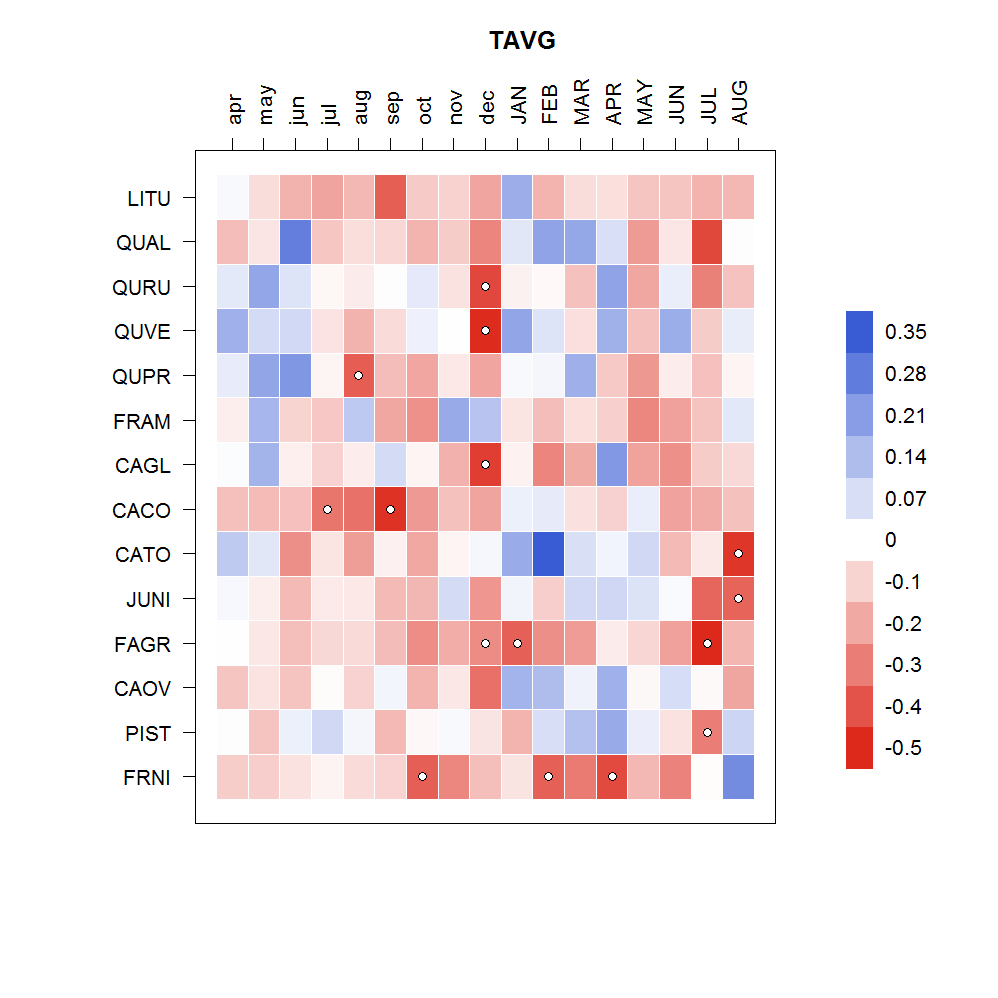 TAVG
apr may jun jul aug sep oct nov dec JAN FEB MAR APR MAY JUN JUL AUG
LITU
QUAL
QURU
QUVE
QUPR
FRAM
CAGL
CACO
CATO
JUNI
FAGR
CAOV
PIST
FRNI
0.35
0.28
0.21
0.14
0.07
0
-0.1
-0.2
-0.3
-0.4
-0.5